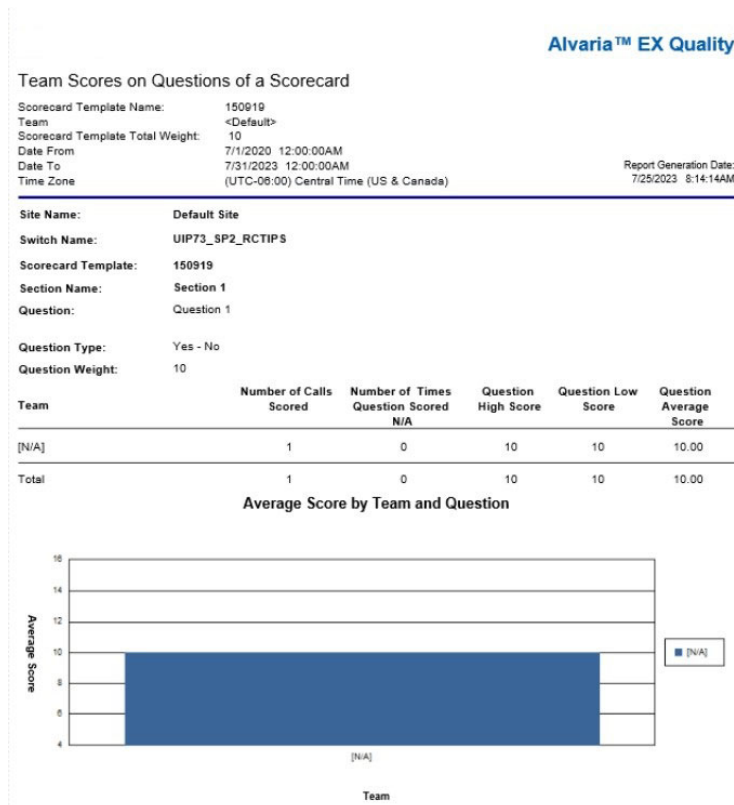 Alvaria™ EX Quality
Team Scores on Questions of a Scorecard
Scorecard Template Name: 150919
Team <Default>
Scorecard Template Total Weight: 10
Date From 7/1/2020 12:00:00AM
Date To 7/31/2023 12:00:00AM Report Generation Date:
Time Zone (UTC-06:00) Central Time (US & Canada) 7/25/2023 8:14:14AM
Site Name: Default Site
Switch Name: UIP73_SP2_RCTIPS
Scorecard Template: 150919
Section Name: Section 1
Question: Question 1
Question Type: Yes - No
Question Weight: 10
Number of Calls Number of Times Question Question Low Question
Team Scored Question Scored High Score Score Average
N/A Score
[N/A] 1 0 10 10 10.00
Total 1 0 10 10 10.00
Average Score by Team and Question
16
14
12
10
8
6
4
Average Score
[N/A]
[N/A]
Team